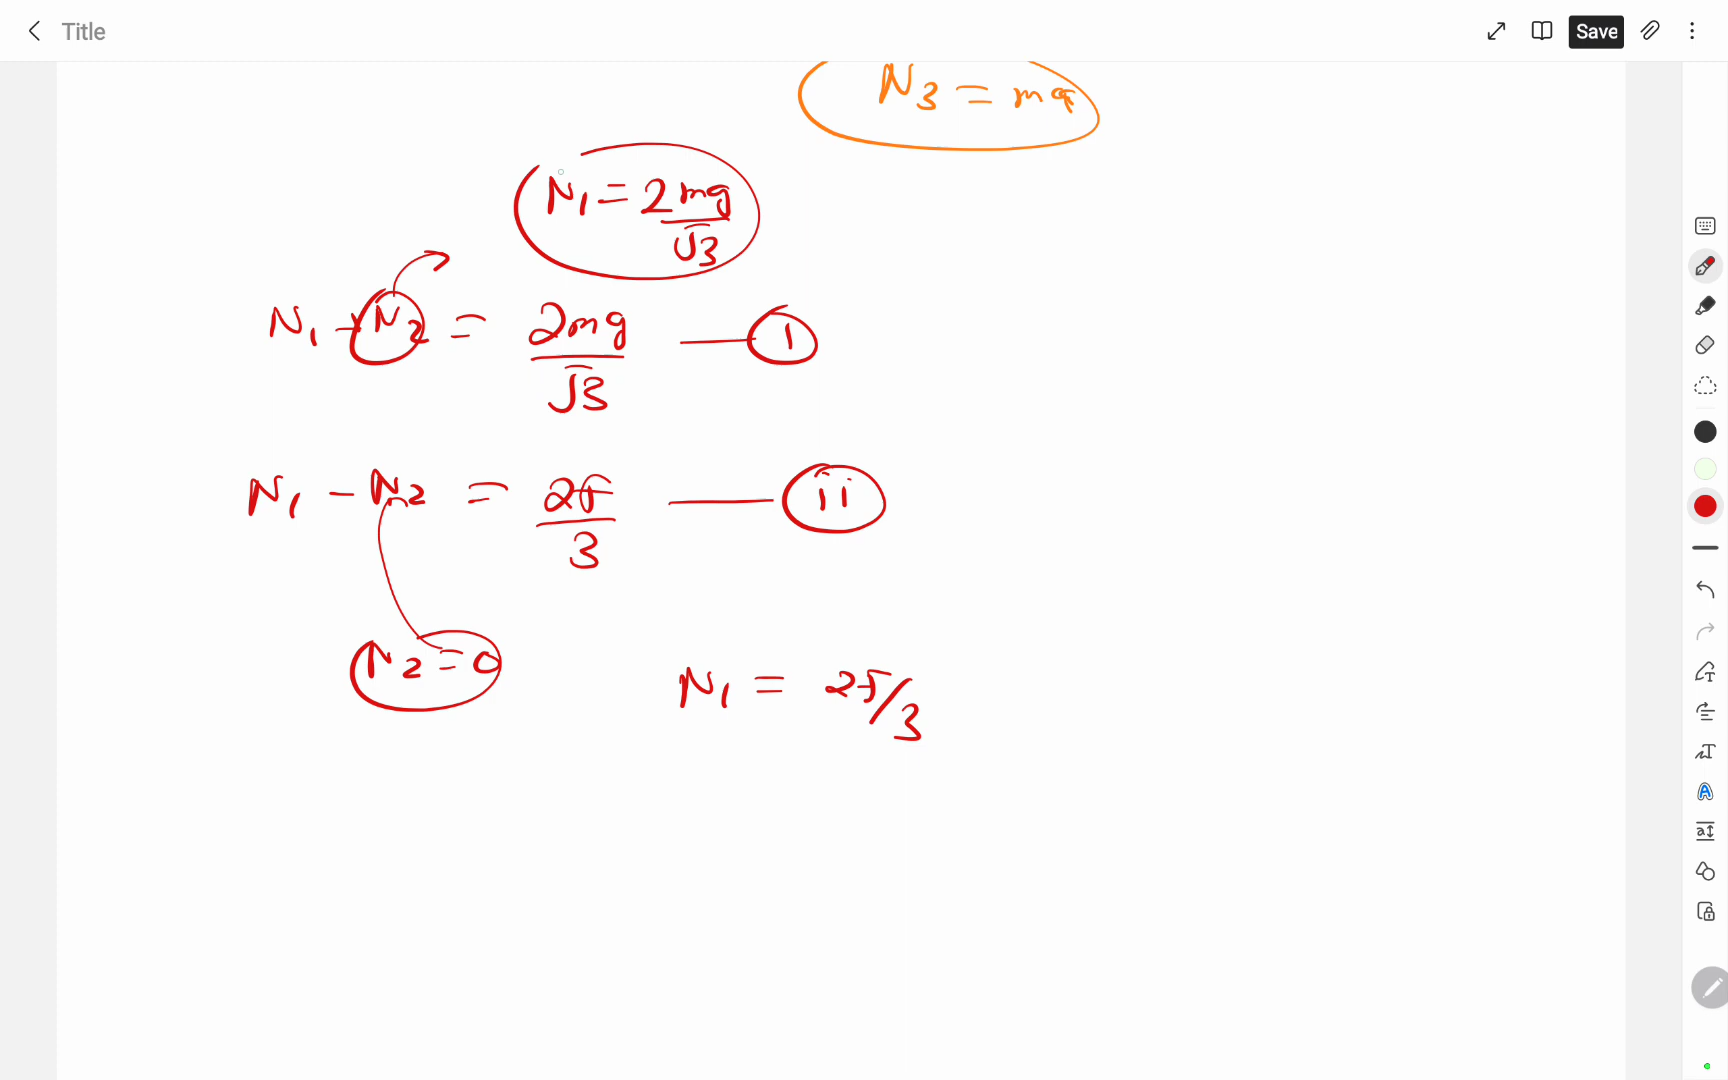 Title
Save
N3 = mg
N1 = 2mg/√3
N1 + N2 = 2mg/√3 — 1
N1 - N2 = 2F/3 — ii
N2 = 0
N1 = 2F/3